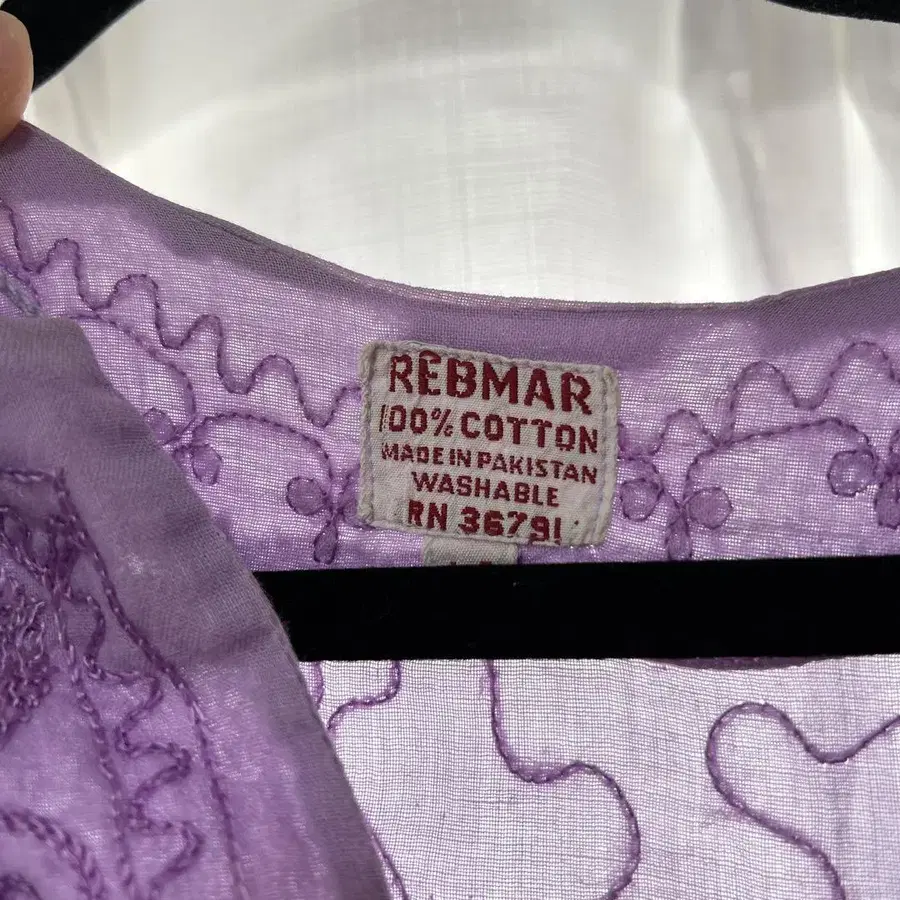 REBMAR
100% COTTON
MADE IN PAKISTAN
WASHABLE
RN 36791